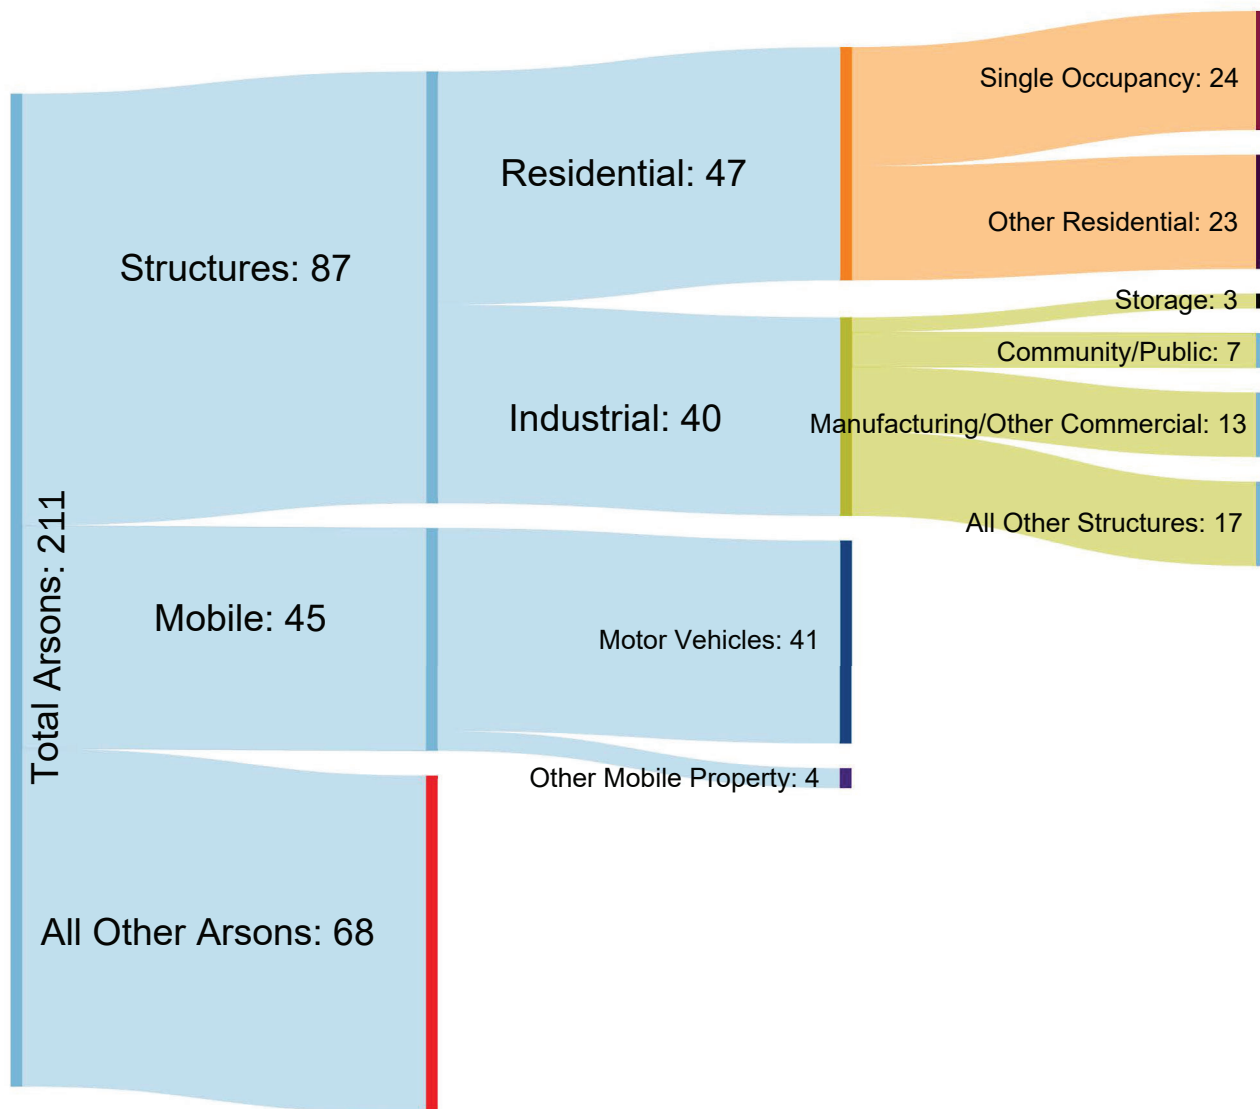 Total Arsons: 211
Structures: 87
Mobile: 45
All Other Arsons: 68
Residential: 47
Industrial: 40
Motor Vehicles: 41
Other Mobile Property: 4
Single Occupancy: 24
Other Residential: 23
Storage: 3
Community/Public: 7
Manufacturing/Other Commercial: 13
All Other Structures: 17